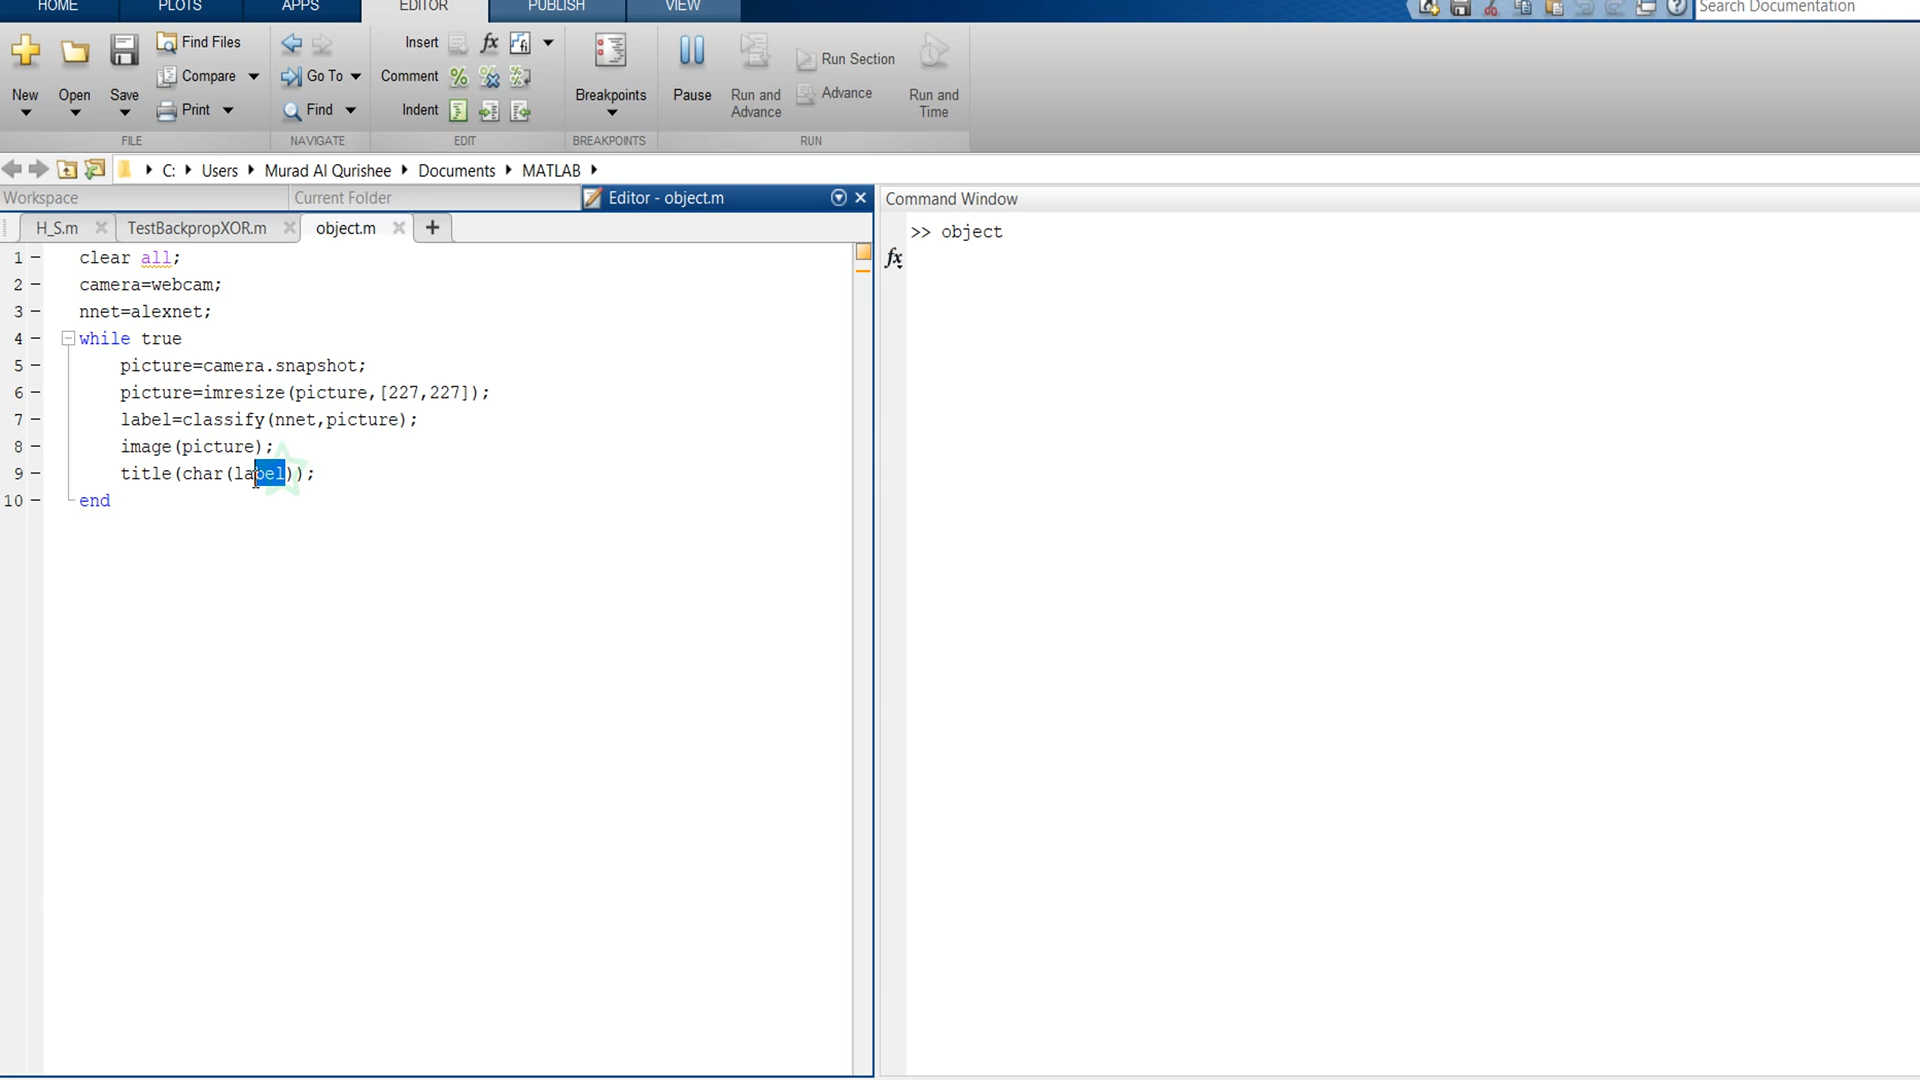 HOME PLOTS APPS EDITOR PUBLISH VIEW Search Documentation
New Open Save Find Files Compare Print
Go To Find
Insert Comment Indent
Breakpoints
Pause Run and Advance Run Section Advance Run and Time
FILE NAVIGATE EDIT BREAKPOINTS RUN
C: Users Murad Al Qurishee Documents MATLAB
Workspace Current Folder Editor - object.m
H_S.m TestBackpropXOR.m object.m +
1 clear all;
2 camera=webcam;
3 nnet=alexnet;
4 while true
5 picture=camera.snapshot;
6 picture=imresize(picture,[227,227]);
7 label=classify(nnet,picture);
8 image(picture);
9 title(char(label));
10 end
Command Window
>> object
fx